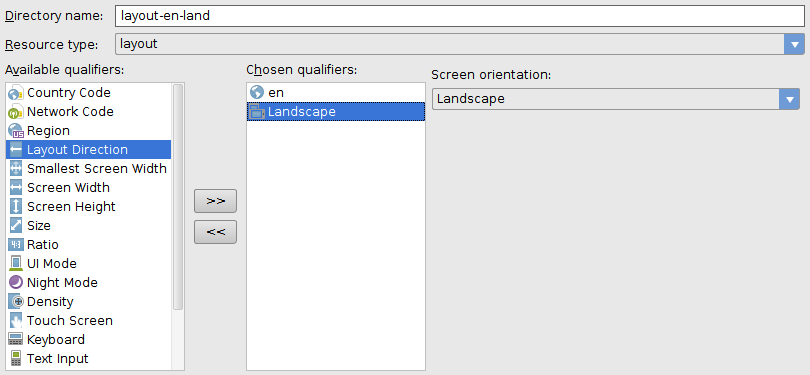 Directory name: layout-en-land
Resource type: layout
Available qualifiers:
Country Code
Network Code
Region
Layout Direction
Smallest Screen Width
Screen Width
Screen Height
Size
Ratio
UI Mode
Night Mode
Density
Touch Screen
Keyboard
Text Input
>>
<<
Chosen qualifiers:
en
Landscape
Screen orientation:
Landscape